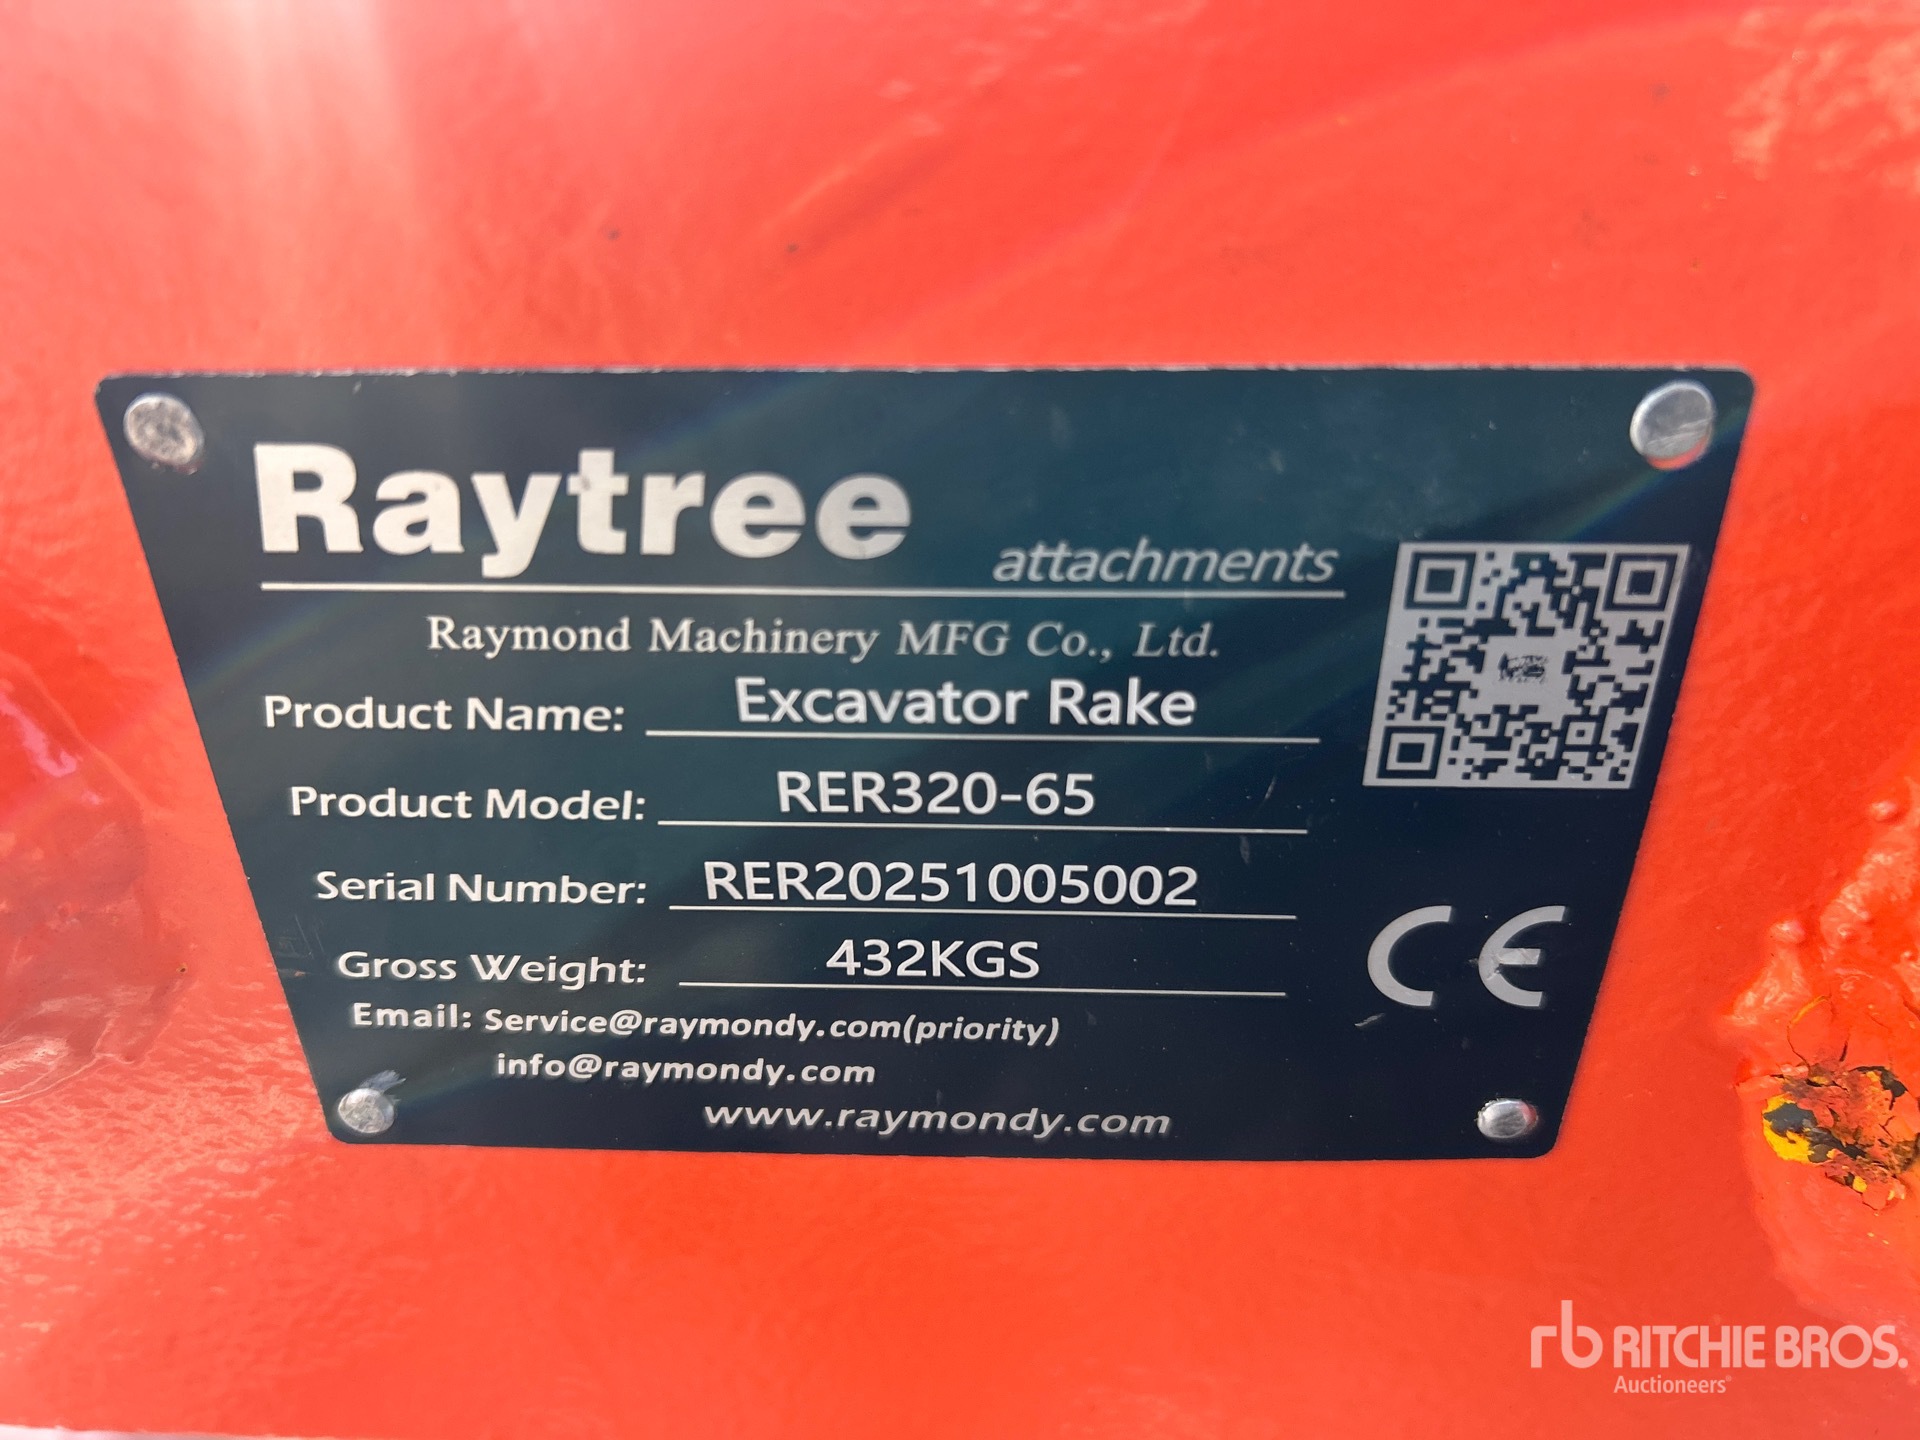 Raytree
attachments
Raymond Machinery MFG Co., Ltd.
Product Name: Excavator Rake
Product Model: RER320-65
Serial Number: RER20251005002
Gross Weight: 432KGS
CE
Email: Service@raymondy.com(priority)
info@raymondy.com
www.raymondy.com
rb RITCHIE BROS.
Auctioneers